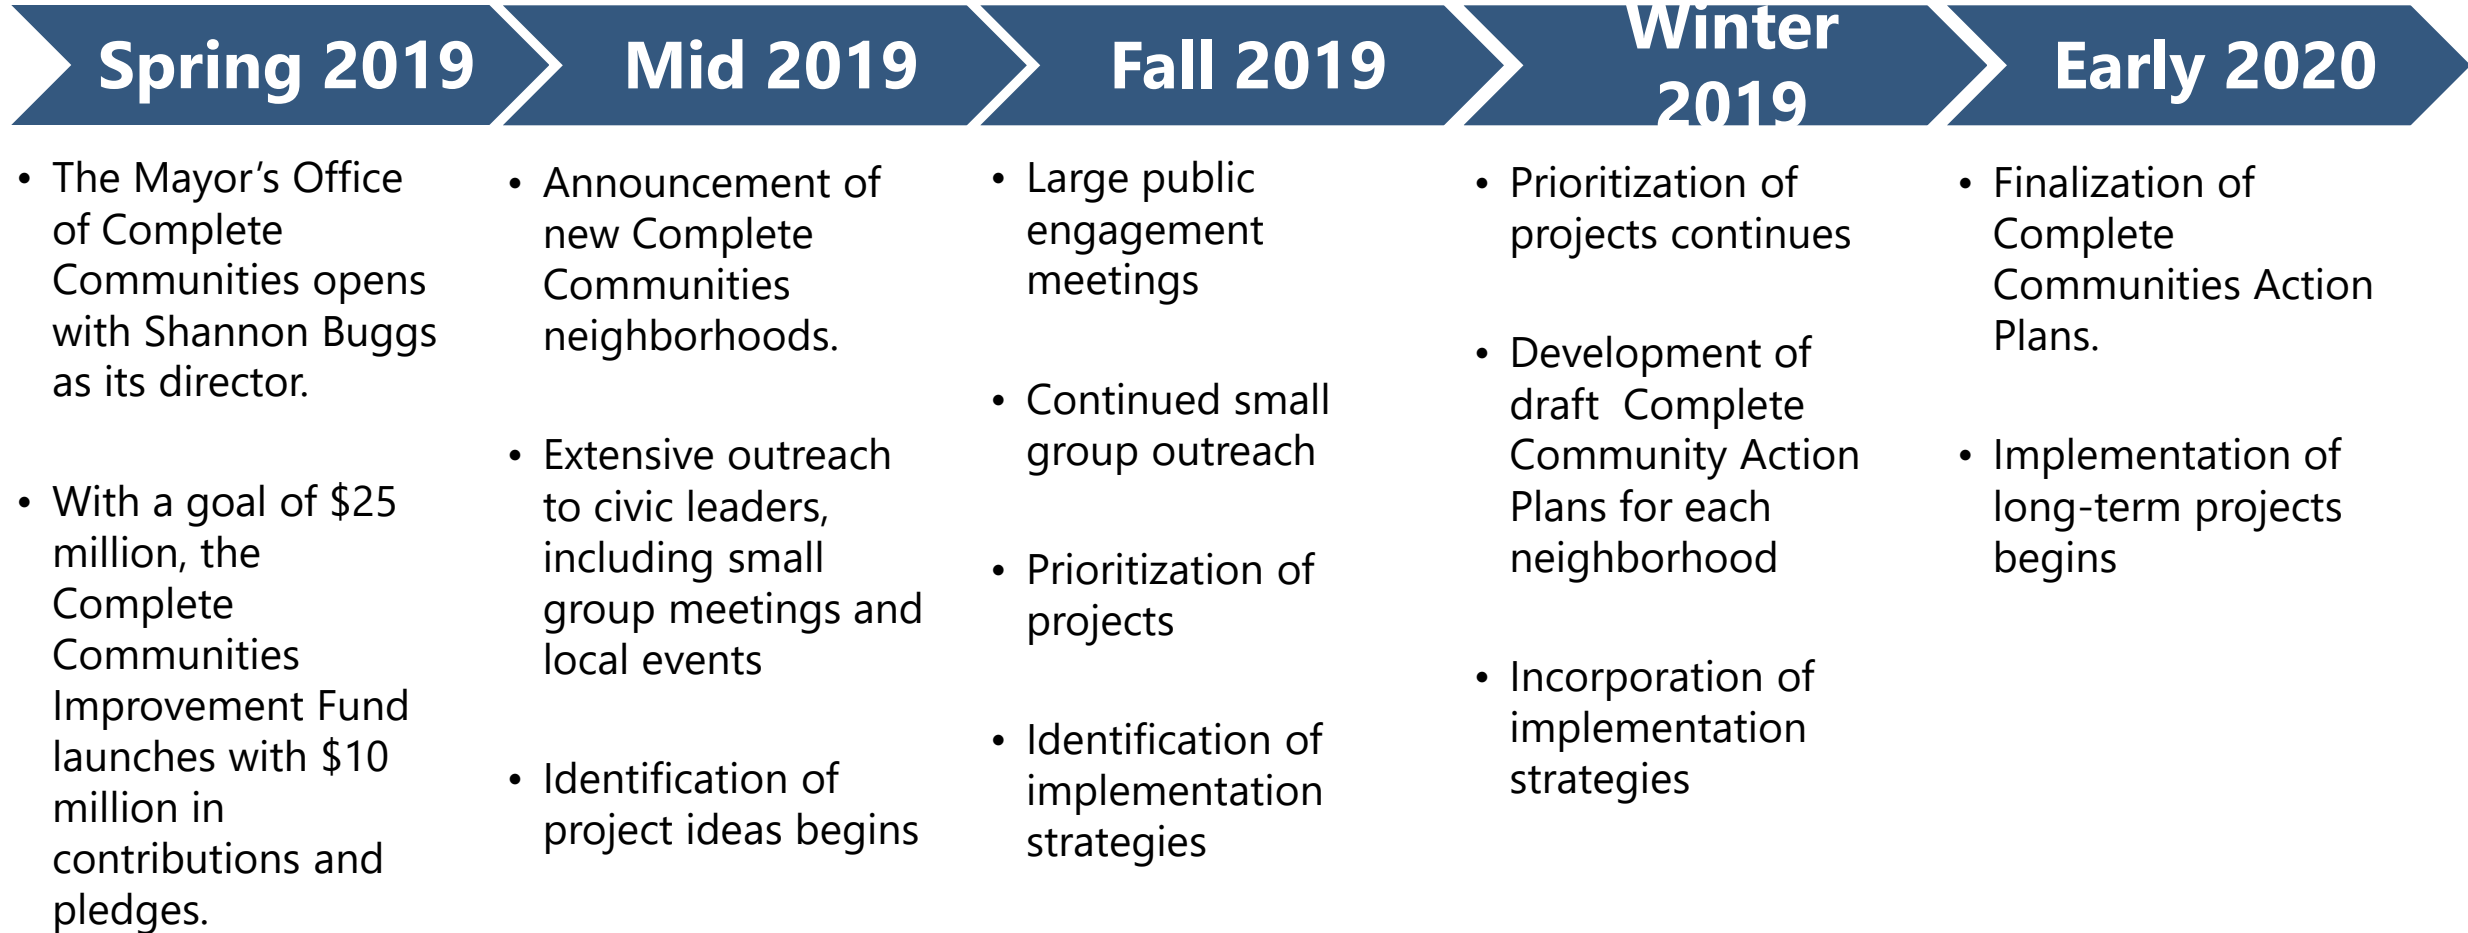 Spring 2019
Mid 2019
Fall 2019
Winter
2019
Early 2020
• The Mayor’s Office
of Complete
Communities opens
with Shannon Buggs
as its director.
• With a goal of $25
million, the
Complete
Communities
Improvement Fund
launches with $10
million in
contributions and
pledges.
• Announcement of
new Complete
Communities
neighborhoods.
• Extensive outreach
to civic leaders,
including small
group meetings and
local events
• Identification of
project ideas begins
• Large public
engagement
meetings
• Continued small
group outreach
• Prioritization of
projects
• Identification of
implementation
strategies
• Prioritization of
projects continues
• Development of
draft  Complete
Community Action
Plans for each
neighborhood
• Incorporation of
implementation
strategies
• Finalization of
Complete
Communities Action
Plans.
• Implementation of
long-term projects
begins